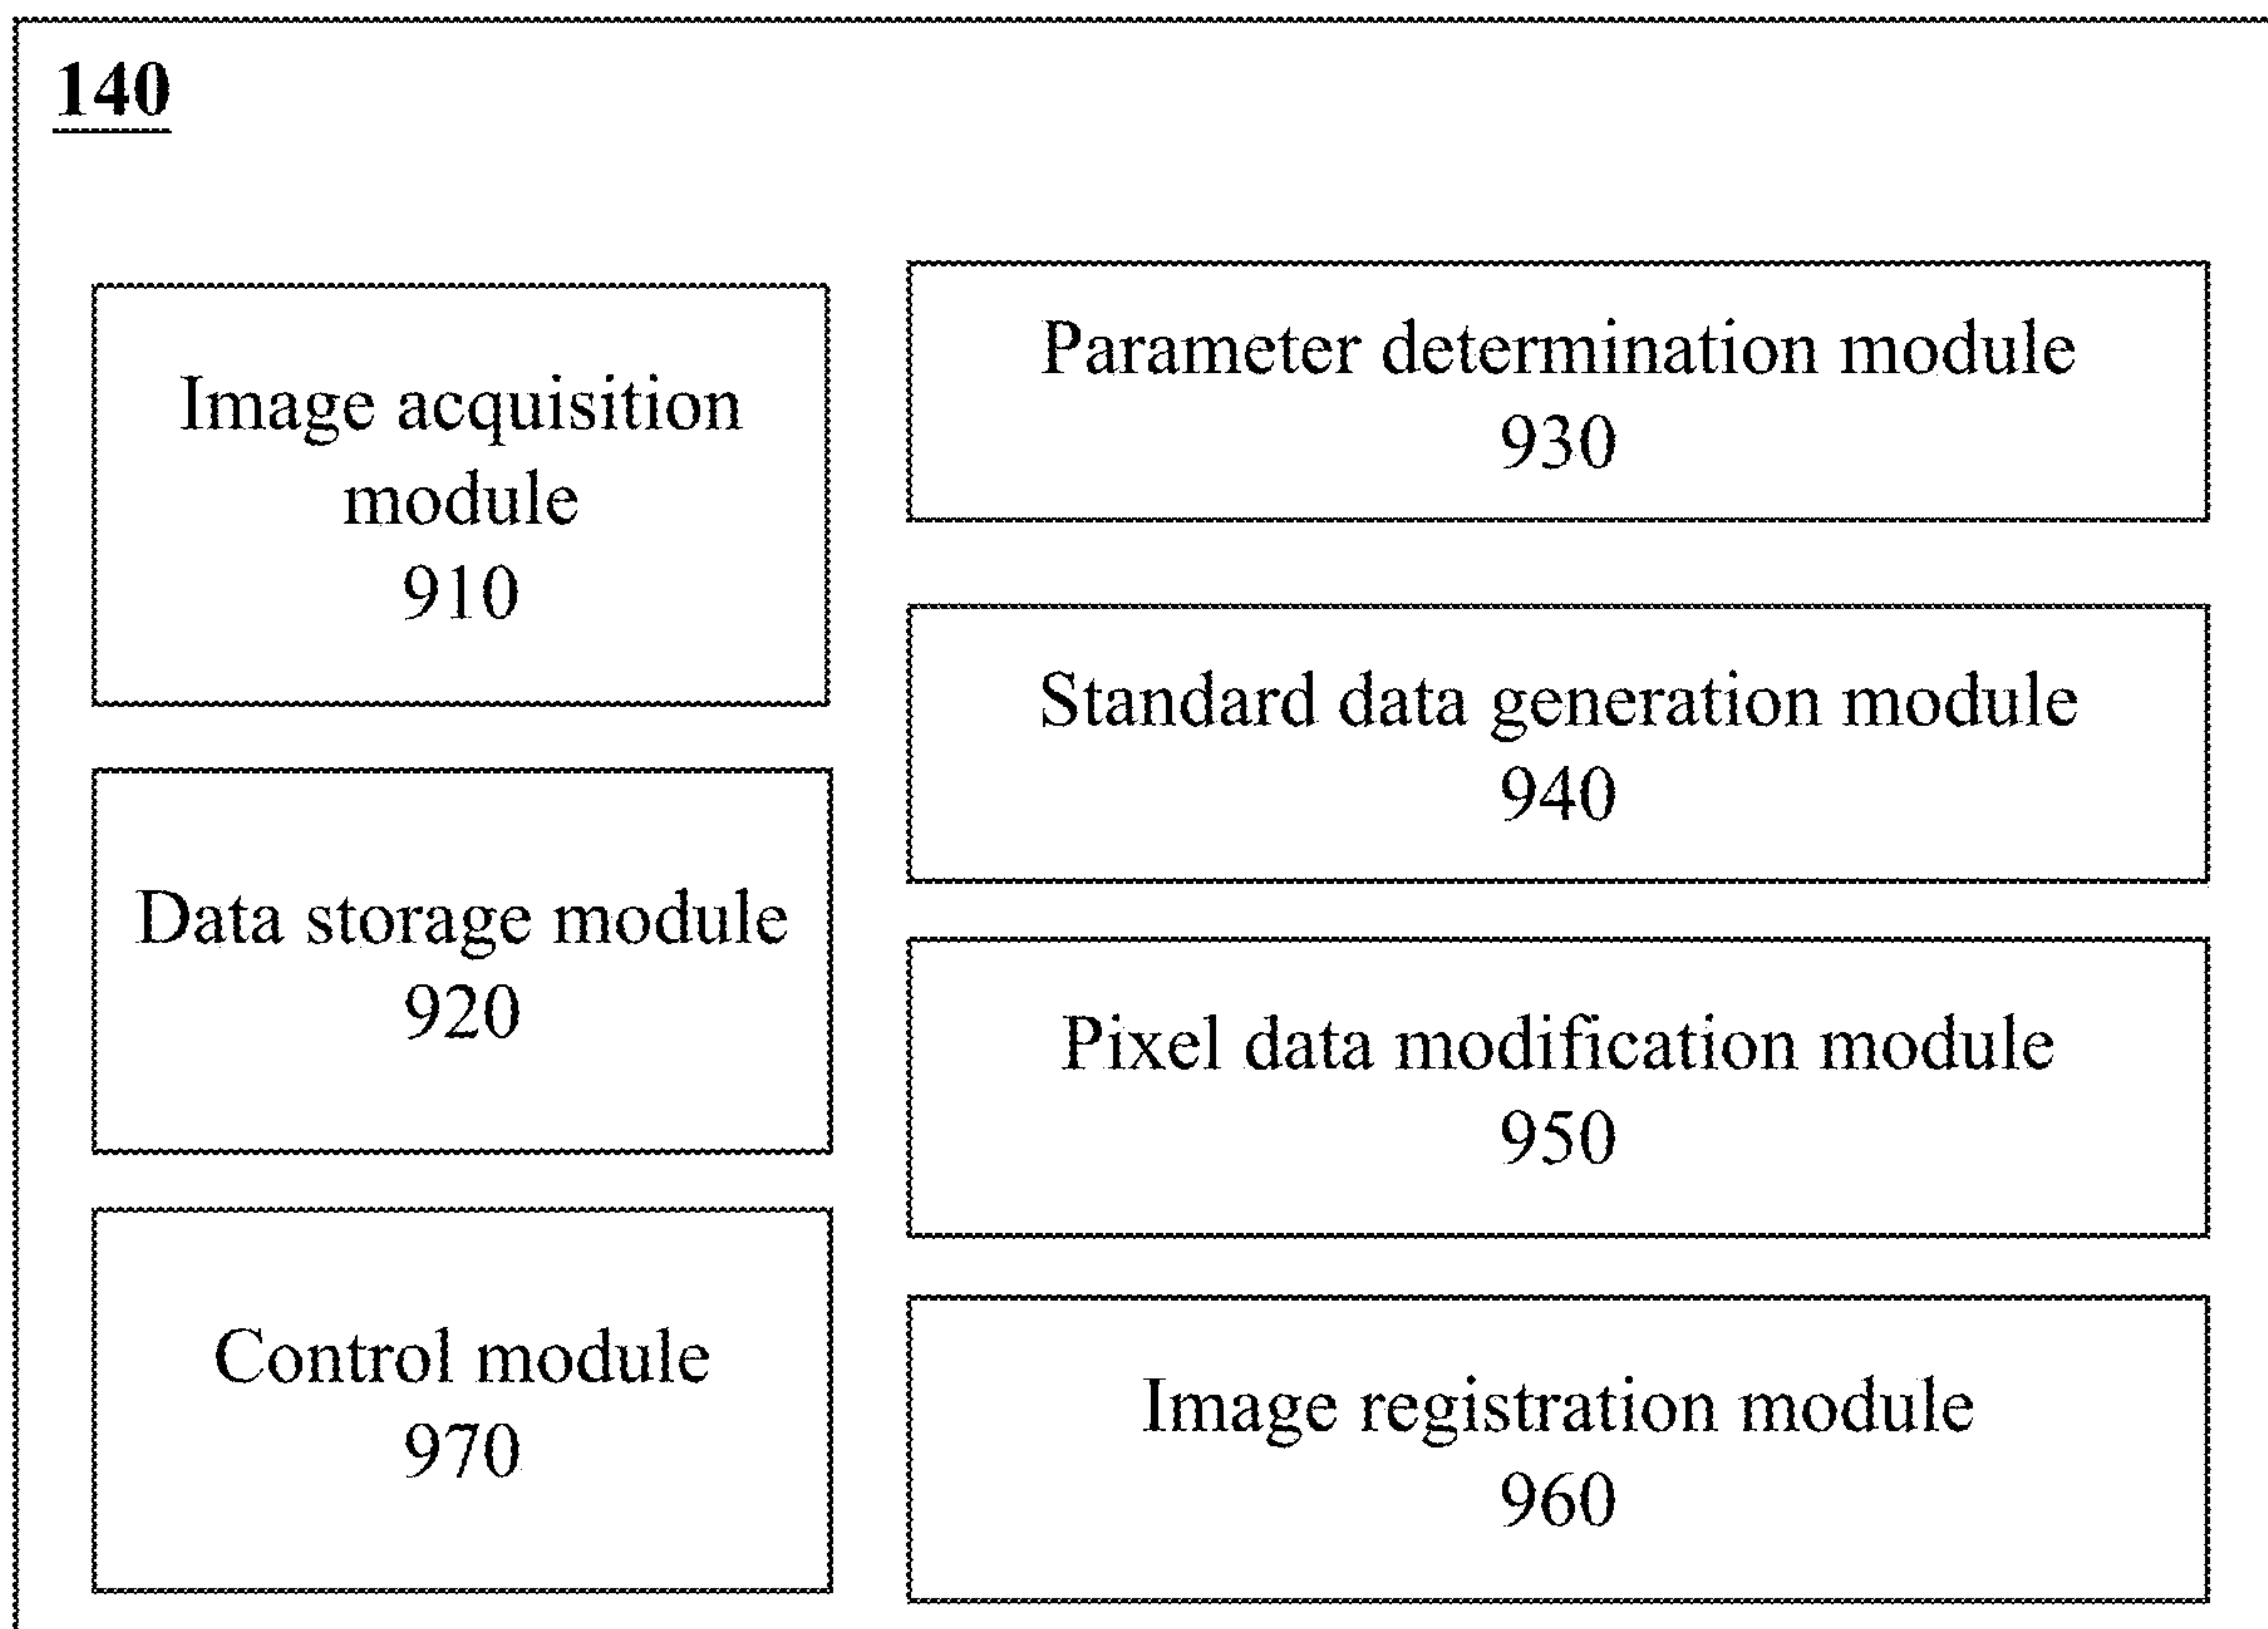 140
Image acquisition
module
910
Data storage module
920
Control module
970
Parameter determination module
930
Standard data generation module
940
Pixel data modification module
950
Image registration module
960